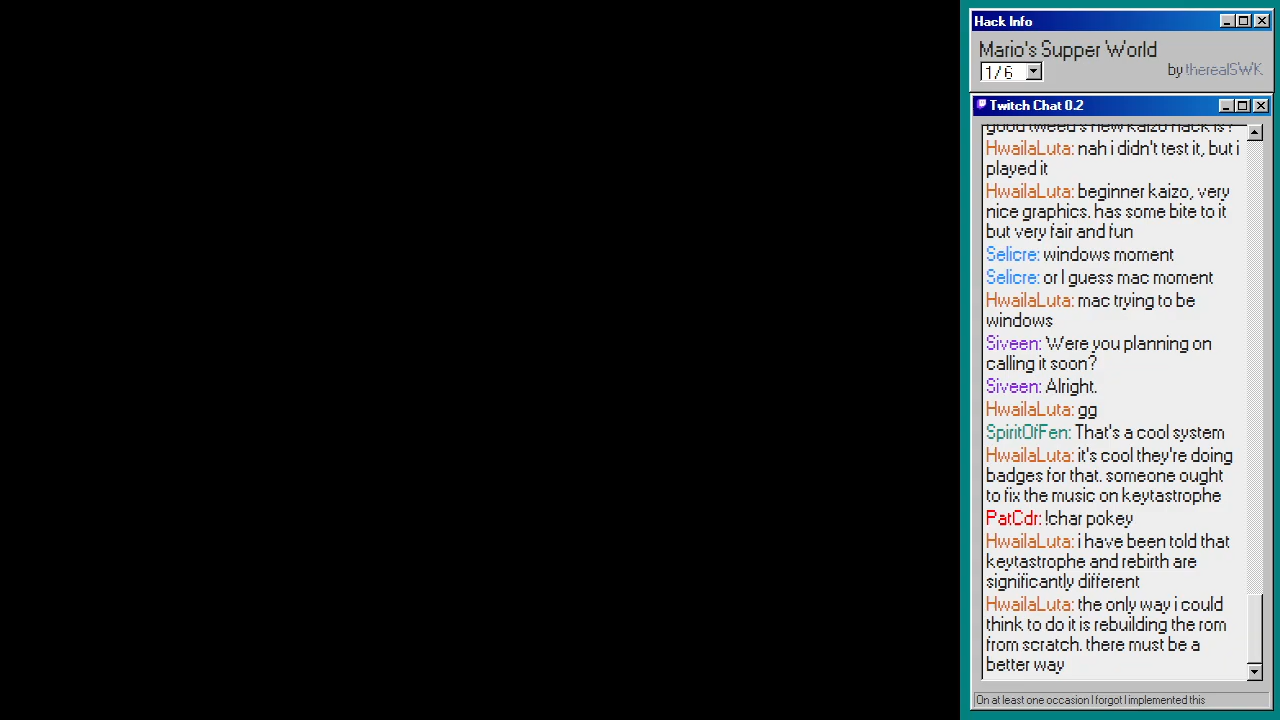 Hack Info
Mario's Supper World
1/6
by therealSWK
Twitch Chat 0.2
good tweed's new kaizo hack is?
HwailaLuta: nah i didn't test it, but i
played it
HwailaLuta: beginner kaizo, very
nice graphics. has some bite to it
but very fair and fun
Selicre: windows moment
Selicre: or I guess mac moment
HwailaLuta: mac trying to be
windows
Siveen: Were you planning on
calling it soon?
Siveen: Alright.
HwailaLuta: gg
SpiritOfFen: That's a cool system
HwailaLuta: it's cool they're doing
badges for that. someone ought
to fix the music on keytastrophe
PatCdr: !char pokey
HwailaLuta: i have been told that
keytastrophe and rebirth are
significantly different
HwailaLuta: the only way i could
think to do it is rebuilding the rom
from scratch. there must be a
better way
On at least one occasion I forgot I implemented this